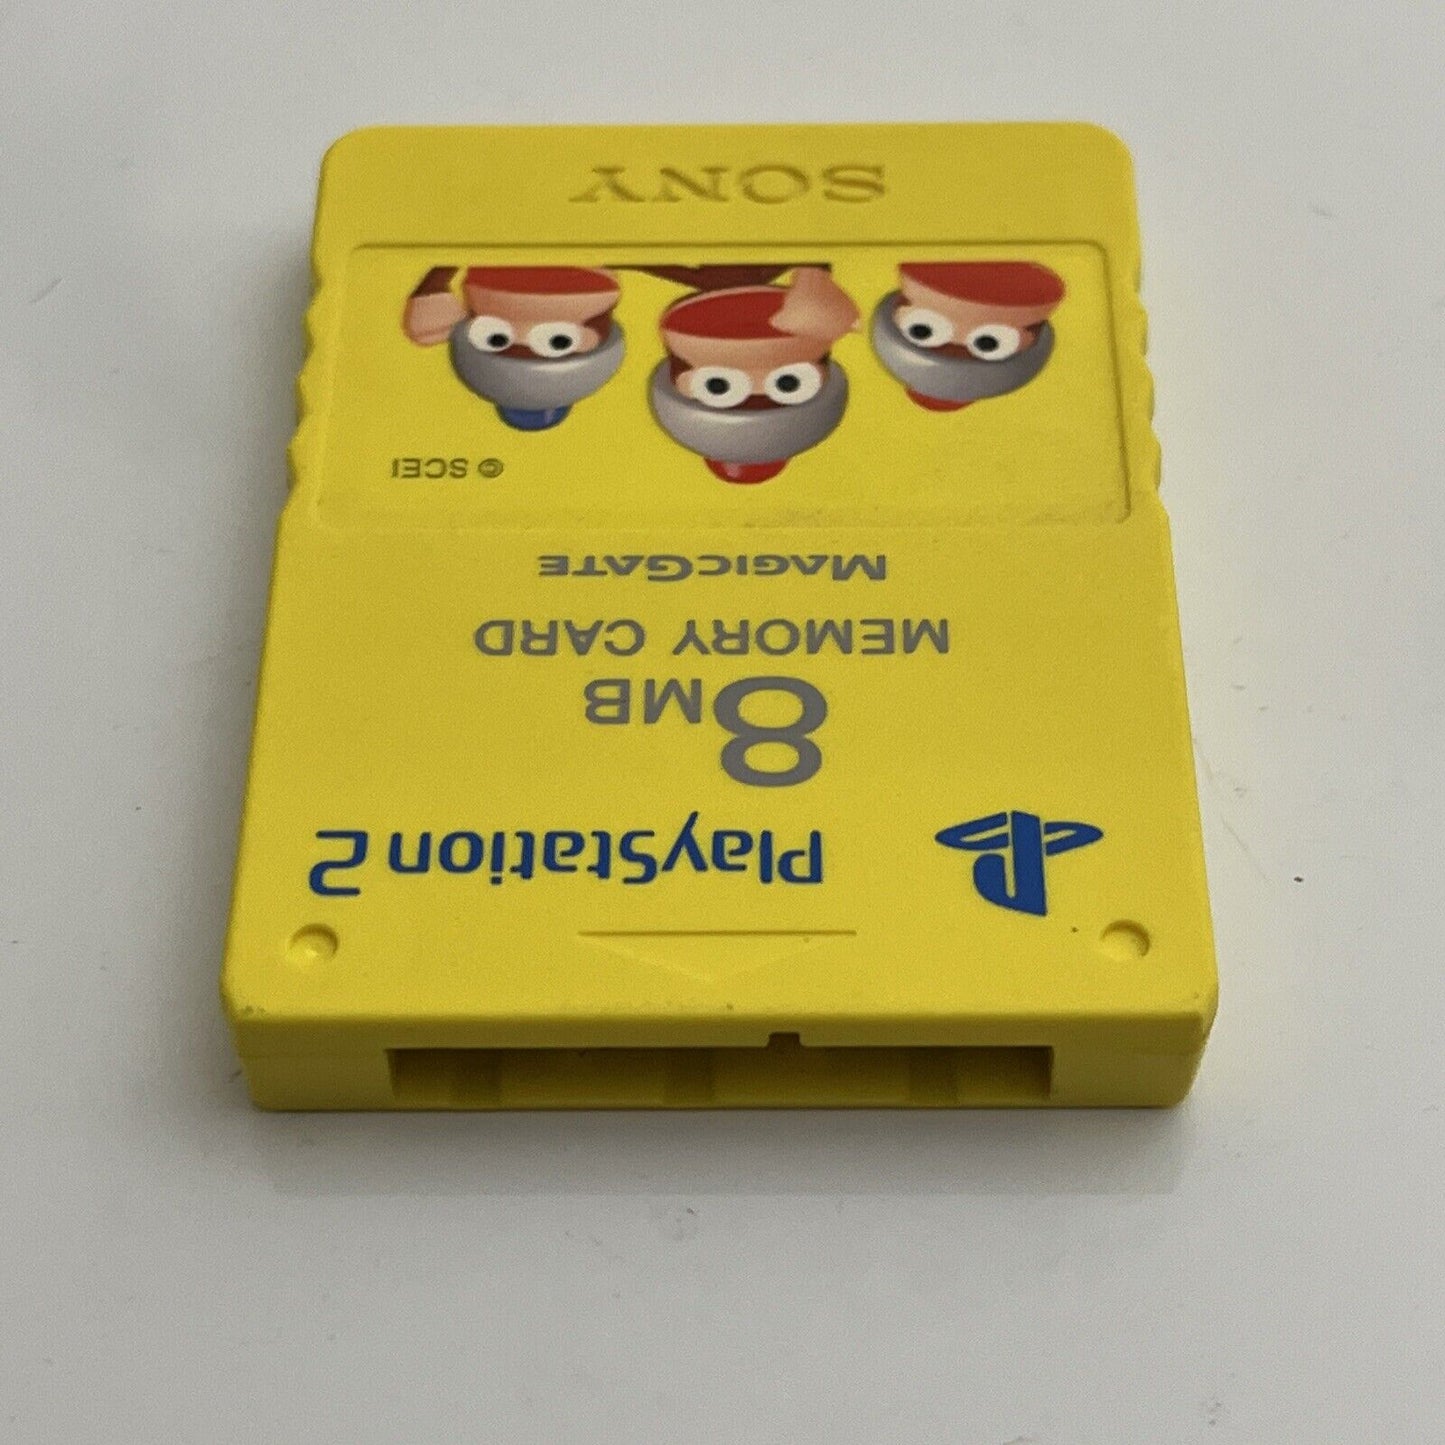 SONY
© SCEI
MAGICGATE
MEMORY CARD
8MB
PlayStation 2